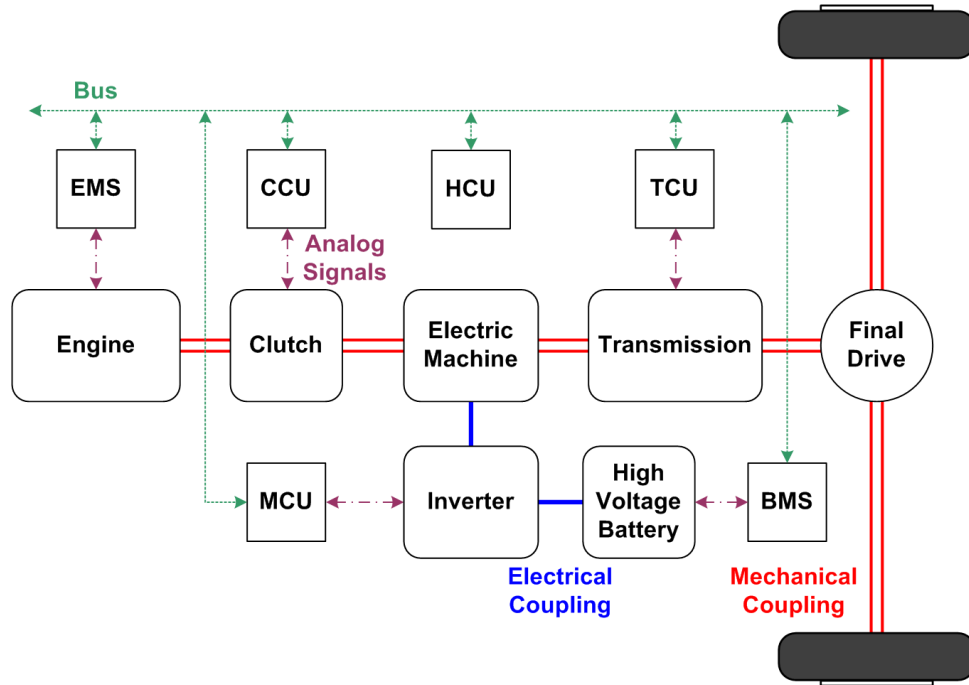 Bus
EMS
CCU
HCU
TCU
Analog
Signals
Engine
Clutch
Electric
Machine
Transmission
Final
Drive
MCU
Inverter
High
Voltage
Battery
BMS
Electrical
Coupling
Mechanical
Coupling